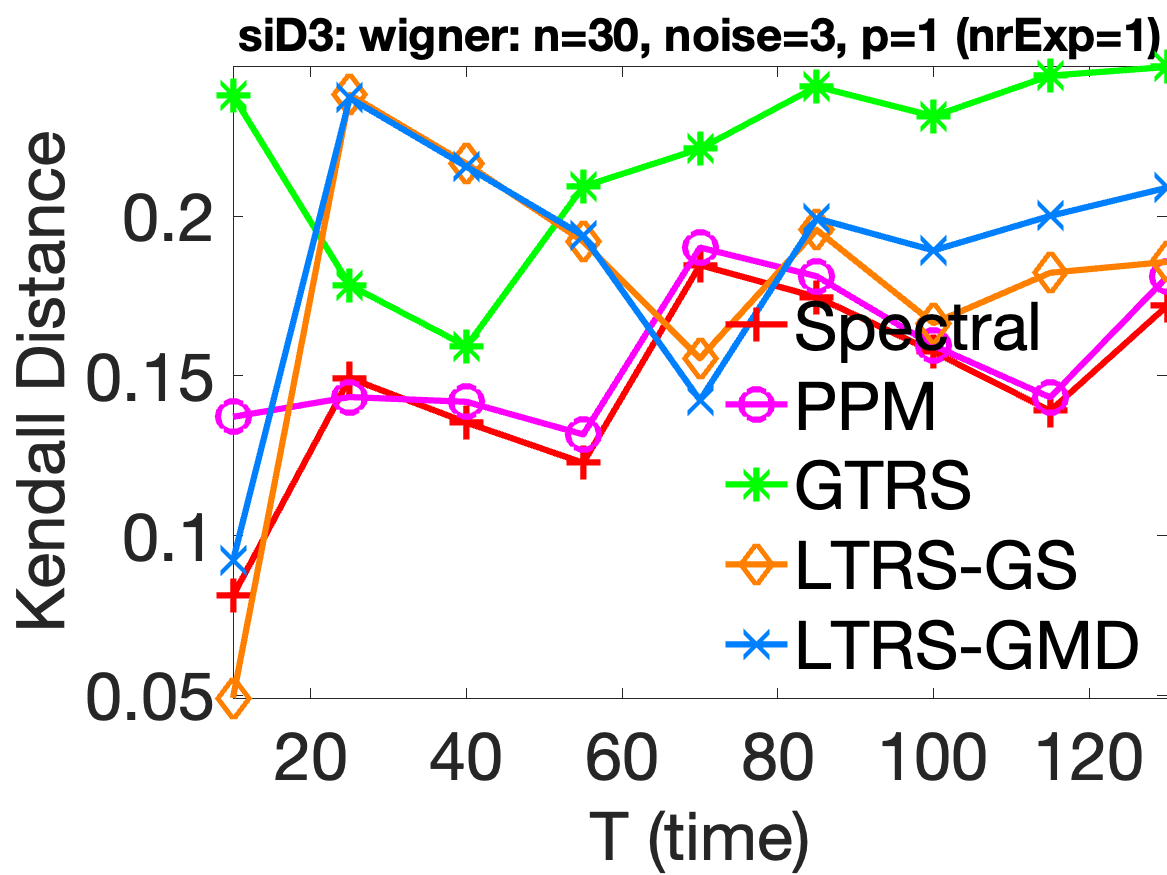 siD3: wigner: n=30, noise=3, p=1 (nrExp=1)
Kendall Distance
0.2
0.15
0.1
0.05
Spectral
PPM
GTRS
LTRS-GS
LTRS-GMD
20 40 60 80 100 120
T (time)